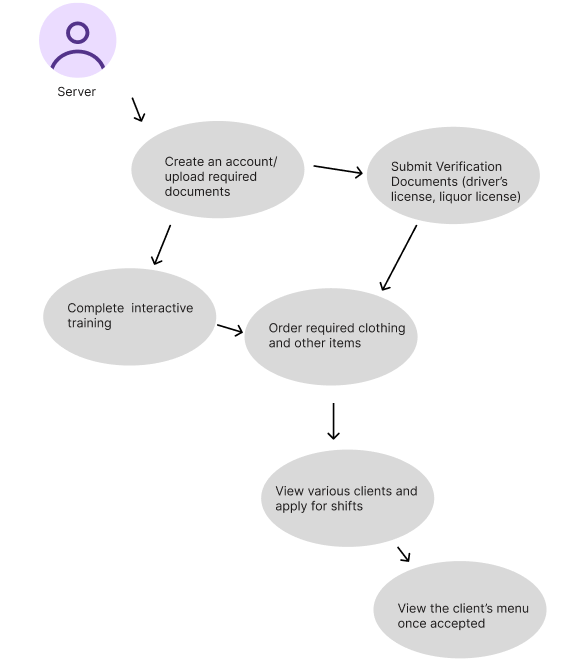 Server
Create an account/
upload required
documents
Submit Verification
Documents (driver's
license, liquor license)
Complete  interactive
training
Order required clothing
and other items
View various clients and
apply for shifts
View the client's menu
once accepted